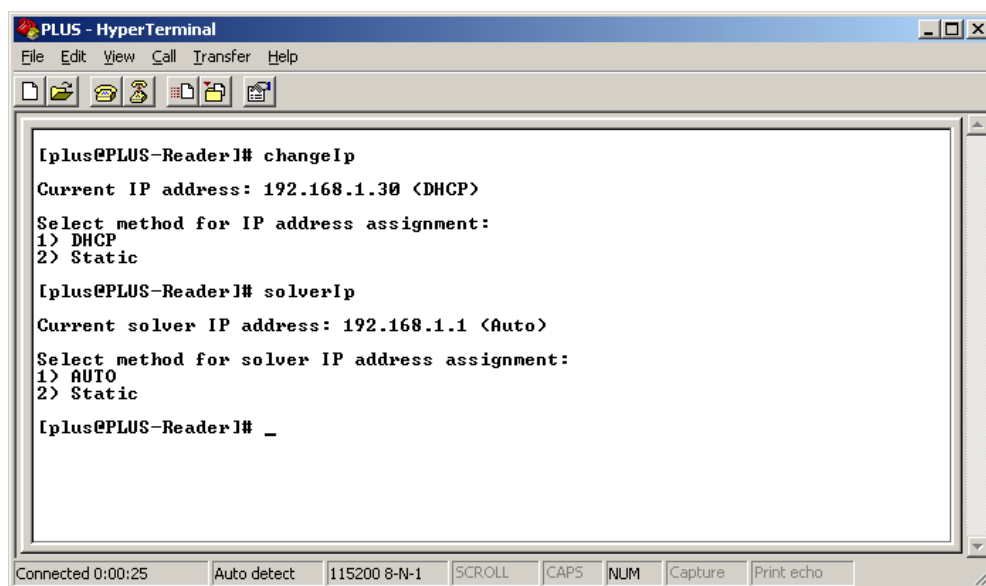 PLUS - HyperTerminal
File Edit View Call Transfer Help
[plus@PLUS-Reader]# changeIp
Current IP address: 192.168.1.30 (DHCP)
Select method for IP address assignment:
1) DHCP
2) Static
[plus@PLUS-Reader]# solverIp
Current solver IP address: 192.168.1.1 (Auto)
Select method for solver IP address assignment:
1) AUTO
2) Static
[plus@PLUS-Reader]# _
Connected 0:00:25 Auto detect 115200 8-N-1 SCROLL CAPS NUM Capture Print echo